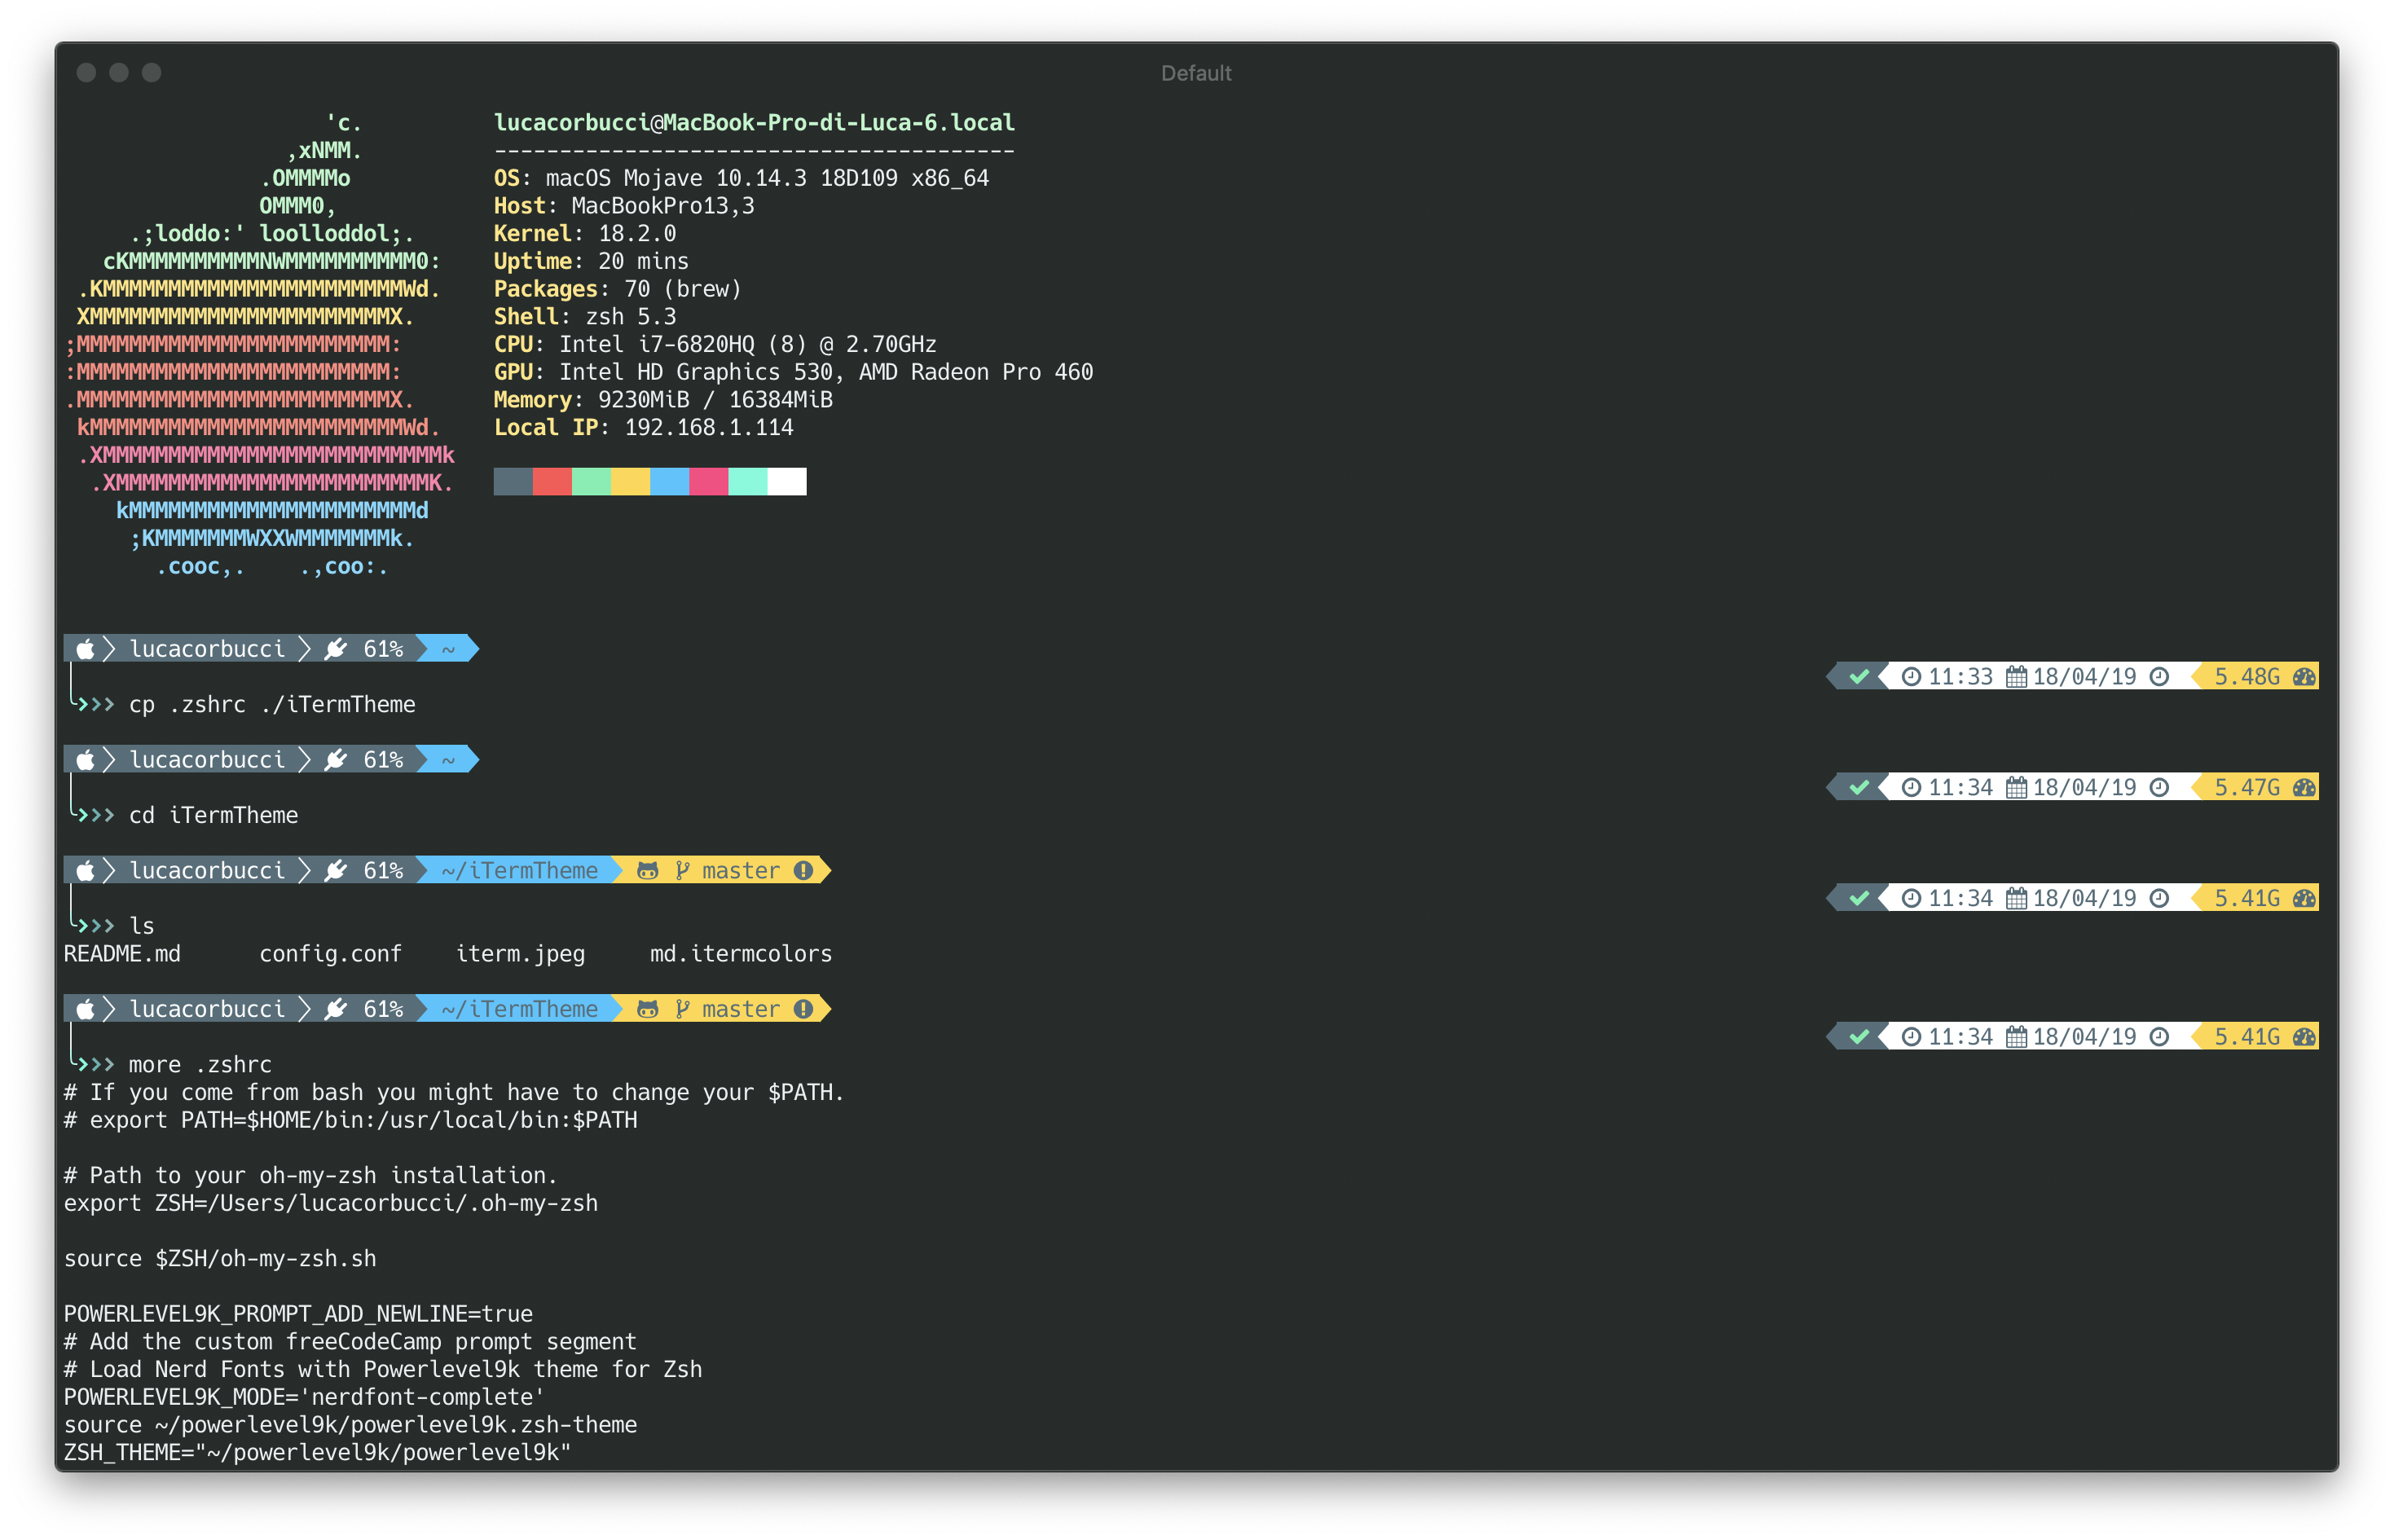 Default
'c.
,xNMM.
.OMMMMo
OMMM0,
.;loddo:' loolloddol;.
cKMMMMMMMMMMNWMMMMMMMMMM0:
.KMMMMMMMMMMMMMMMMMMMMMMMWd.
XMMMMMMMMMMMMMMMMMMMMMMMX.
;MMMMMMMMMMMMMMMMMMMMMMMM:
:MMMMMMMMMMMMMMMMMMMMMMMM:
.MMMMMMMMMMMMMMMMMMMMMMMMX.
kMMMMMMMMMMMMMMMMMMMMMMMMWd.
.XMMMMMMMMMMMMMMMMMMMMMMMMMMk
.XMMMMMMMMMMMMMMMMMMMMMMMMK.
kMMMMMMMMMMMMMMMMMMMMMMd
;KMMMMMMMWXXWMMMMMMMk.
.cooc,.    .,coo:.
lucacorbucci@MacBook-Pro-di-Luca-6.local
----------------------------------------
OS: macOS Mojave 10.14.3 18D109 x86_64
Host: MacBookPro13,3
Kernel: 18.2.0
Uptime: 20 mins
Packages: 70 (brew)
Shell: zsh 5.3
CPU: Intel i7-6820HQ (8) @ 2.70GHz
GPU: Intel HD Graphics 530, AMD Radeon Pro 460
Memory: 9230MiB / 16384MiB
Local IP: 192.168.1.114
lucacorbucci 61% ~
11:33 18/04/19 5.48G
cp .zshrc ./iTermTheme
lucacorbucci 61% ~
11:34 18/04/19 5.47G
cd iTermTheme
lucacorbucci 61% ~/iTermTheme master
11:34 18/04/19 5.41G
ls
README.md config.conf iterm.jpeg md.itermcolors
lucacorbucci 61% ~/iTermTheme master
11:34 18/04/19 5.41G
more .zshrc
# If you come from bash you might have to change your $PATH.
# export PATH=$HOME/bin:/usr/local/bin:$PATH
# Path to your oh-my-zsh installation.
export ZSH=/Users/lucacorbucci/.oh-my-zsh
source $ZSH/oh-my-zsh.sh
POWERLEVEL9K_PROMPT_ADD_NEWLINE=true
# Add the custom freeCodeCamp prompt segment
# Load Nerd Fonts with Powerlevel9k theme for Zsh
POWERLEVEL9K_MODE='nerdfont-complete'
source ~/powerlevel9k/powerlevel9k.zsh-theme
ZSH_THEME="~/powerlevel9k/powerlevel9k"